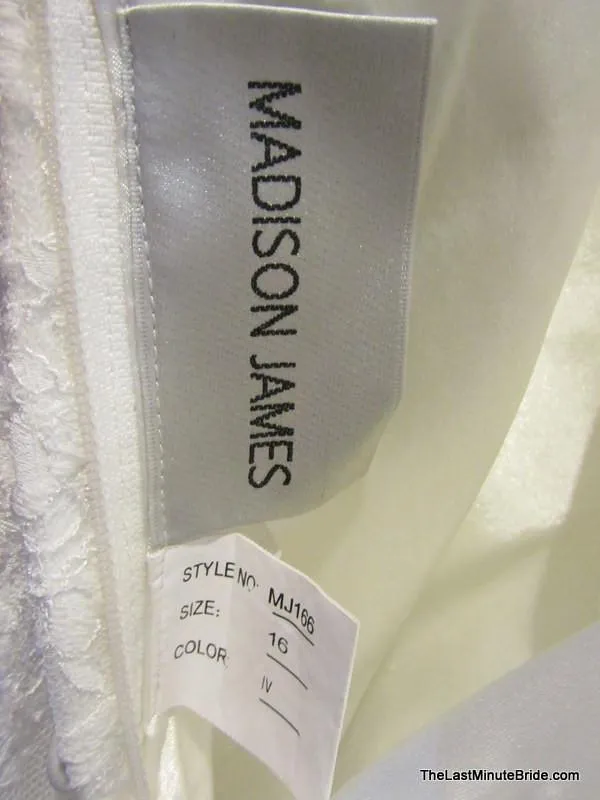 MADISON JAMES
STYLE NO: MJ166
SIZE: 16
COLOR: IV
TheLastMinuteBride.com